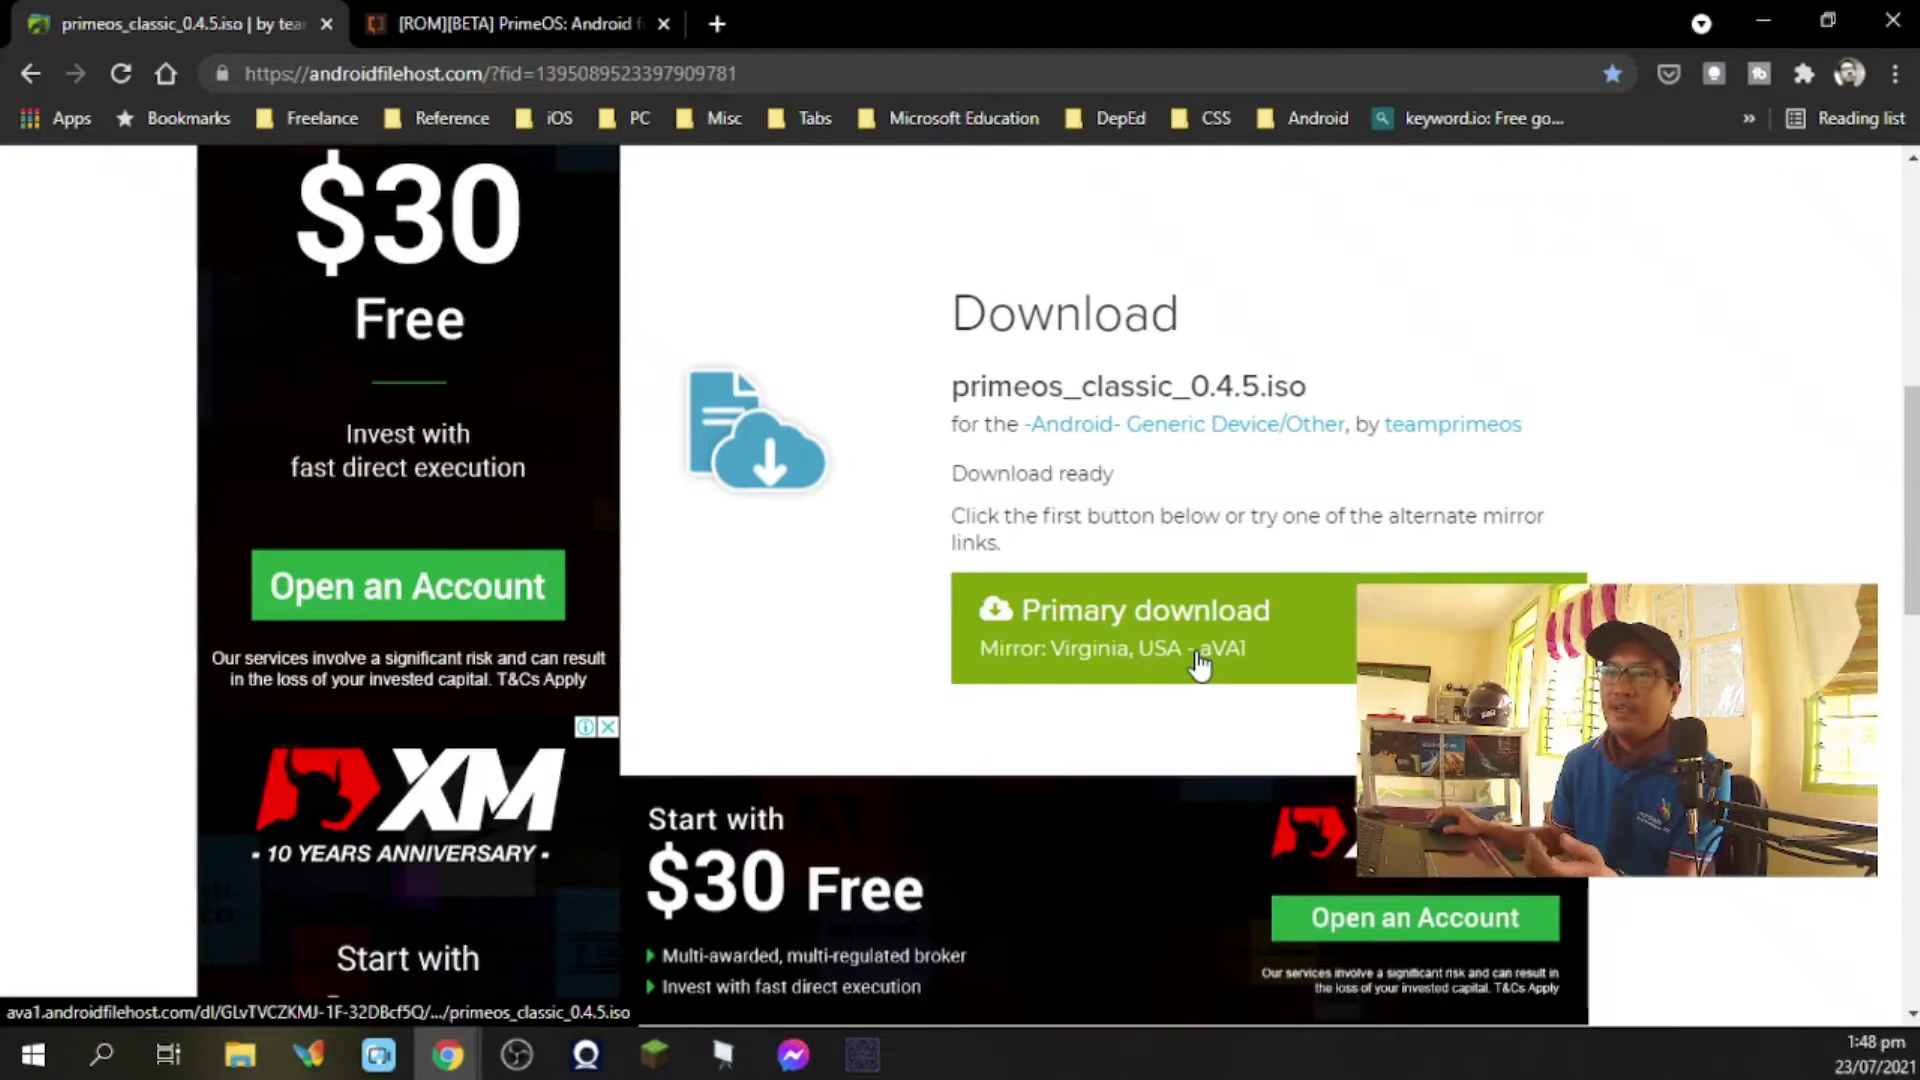 primeos_classic_0.4.5.iso | by tea
[ROM][BETA] PrimeOS: Android f
https://androidfilehost.com/?fid=1395089523397909781
Apps
Bookmarks
Freelance
Reference
iOS
PC
Misc
Tabs
Microsoft Education
DepEd
CSS
Android
keyword.io: Free go...
»
Reading list
$30
Free
Invest with
fast direct execution
Open an Account
Our services involve a significant risk and can result
in the loss of your invested capital. T&Cs Apply
XM
- 10 YEARS ANNIVERSARY -
Start with
Download
primeos_classic_0.4.5.iso
for the -Android- Generic Device/Other, by teamprimeos
Download ready
Click the first button below or try one of the alternate mirror
links.
Primary download
Mirror: Virginia, USA - aVA1
Start with
$30 Free
Multi-awarded, multi-regulated broker
Invest with fast direct execution
Open an Account
Our services involve a significant risk and can result in
the loss of your invested capital. T&Cs Apply
ava1.androidfilehost.com/dl/GLvTVCZKMJ-1F-32DBcf5Q/.../primeos_classic_0.4.5.iso
1:48 pm
23/07/2021